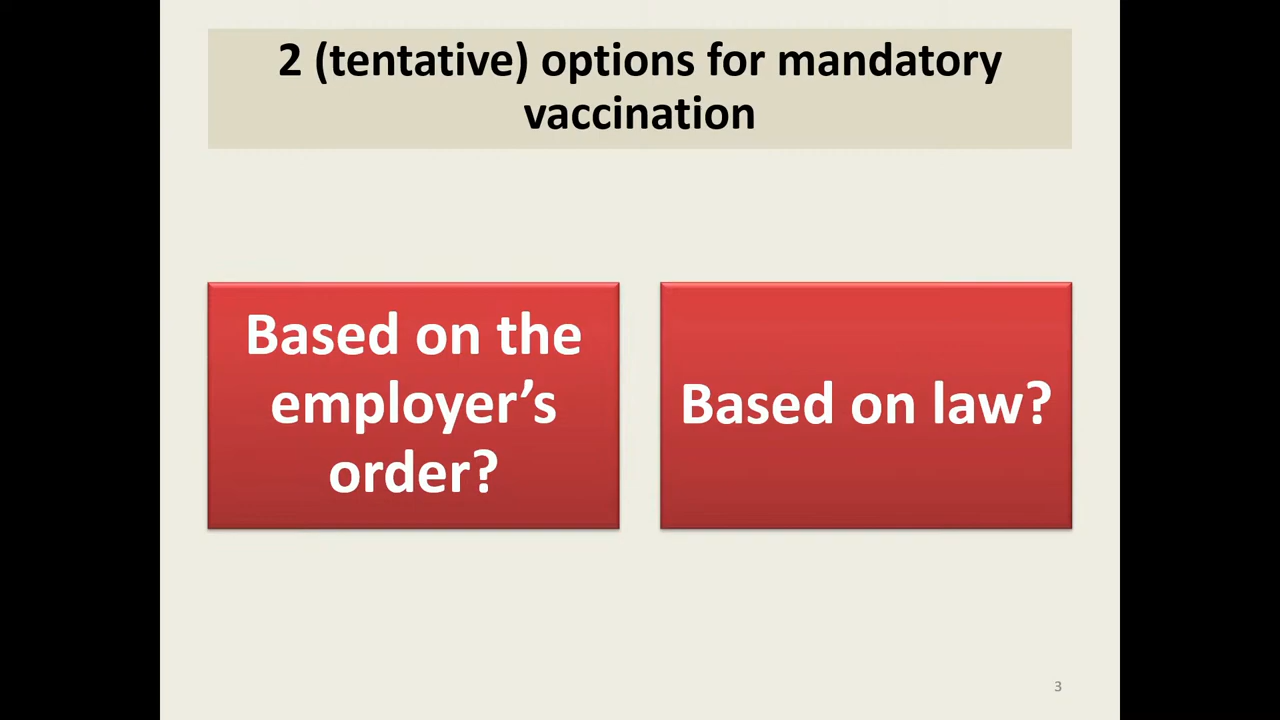 2 (tentative) options for mandatory
vaccination
Based on the
employer’s
order?
Based on law?
3